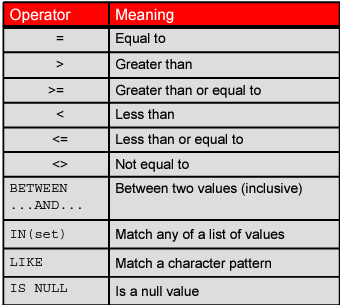 Operator Meaning
= Equal to
> Greater than
>= Greater than or equal to
< Less than
<= Less than or equal to
<> Not equal to
BETWEEN Between two values (inclusive)
...AND...
IN(set) Match any of a list of values
LIKE Match a character pattern
IS NULL Is a null value